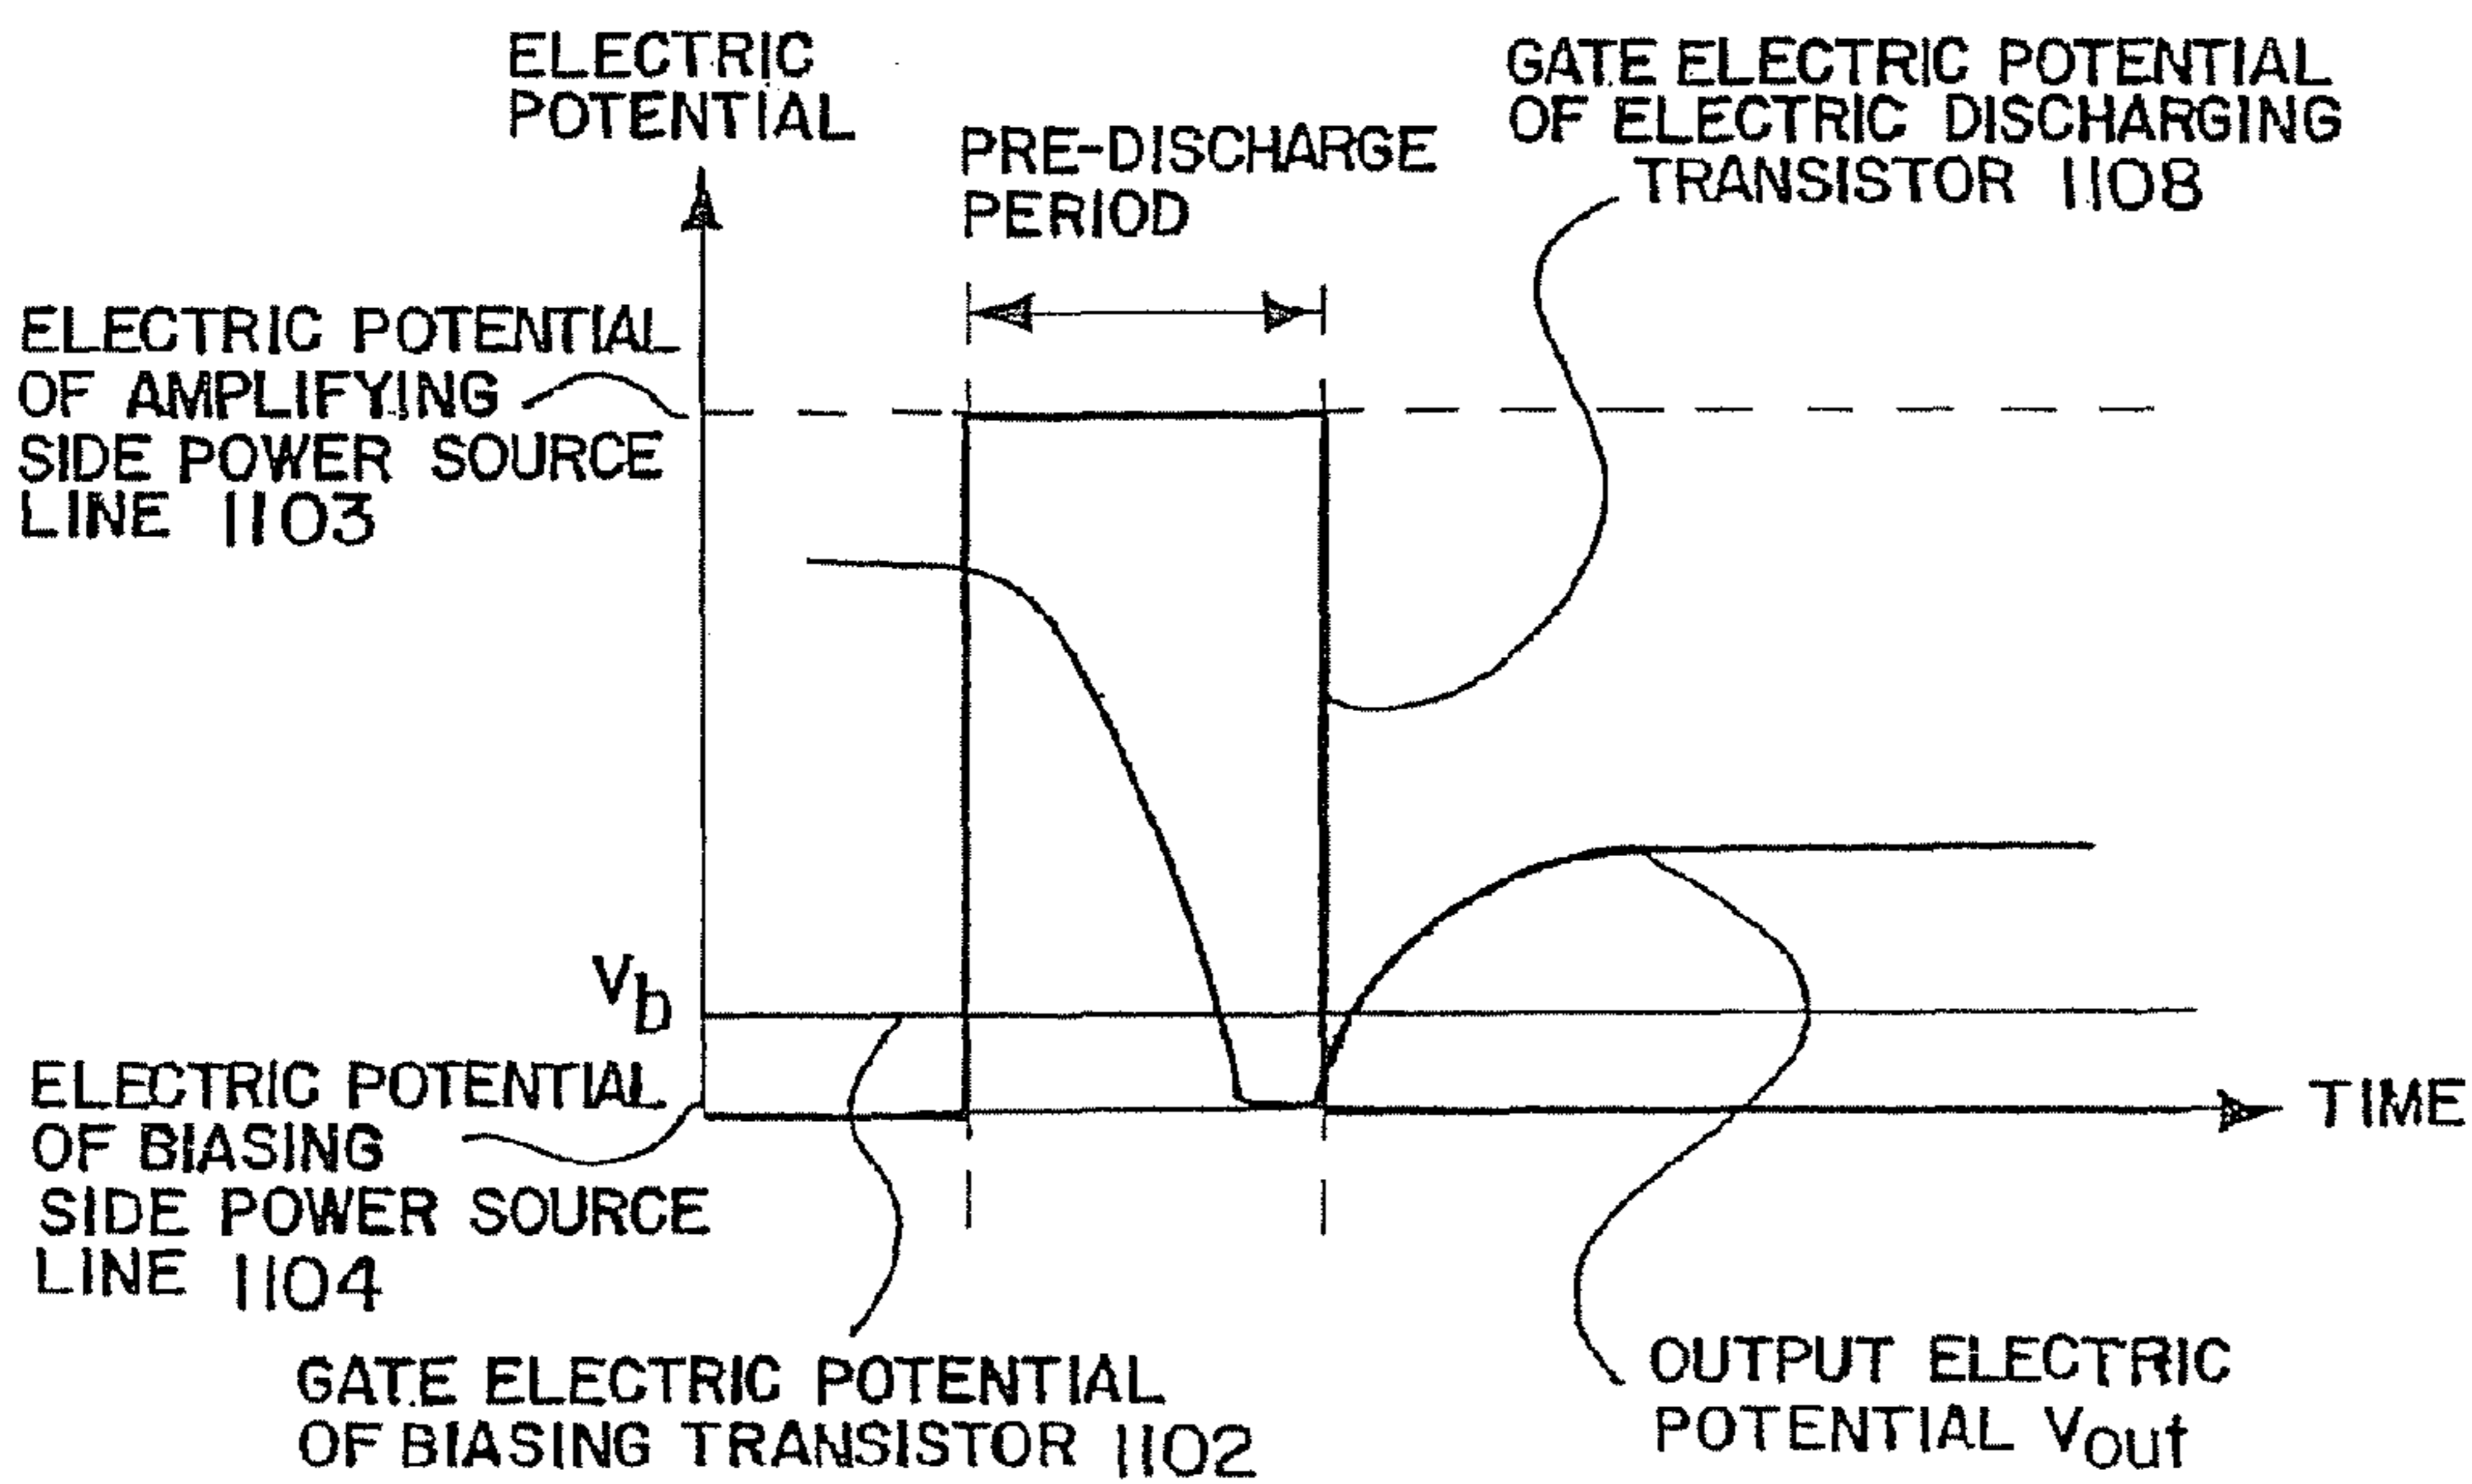 ELECTRIC
POTENTIAL
PRE-DISCHARGE
PERIOD
GATE ELECTRIC POTENTIAL
OF ELECTRIC DISCHARGING
TRANSISTOR 1108
ELECTRIC POTENTIAL
OF AMPLIFYING
SIDE POWER SOURCE
LINE 1103
Vb
ELECTRIC POTENTIAL
OF BIASING
SIDE POWER SOURCE
LINE 1104
TIME
GATE ELECTRIC POTENTIAL
OF BIASING TRANSISTOR 1102
OUTPUT ELECTRIC
POTENTIAL Vout